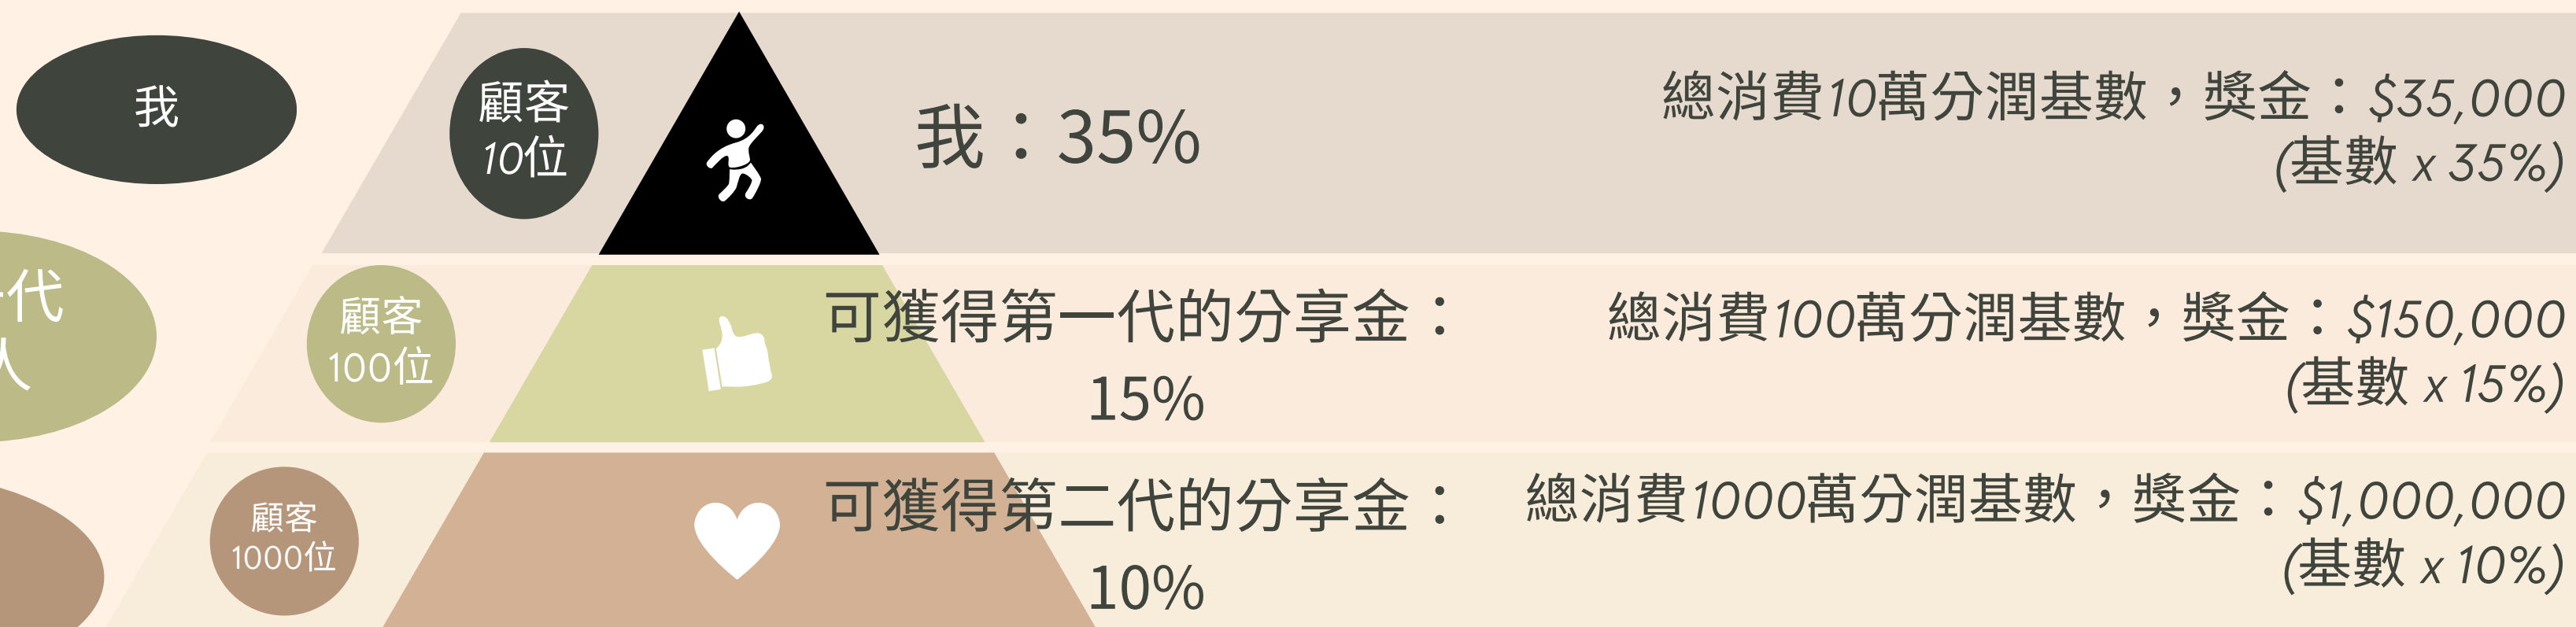 我
顧客
10位
我：35%
總消費10萬分潤基數，獎金：$35,000
(基數 x 35%)
代
人
顧客
100位
可獲得第一代的分享金：
15%
總消費100萬分潤基數，獎金：$150,000
(基數 x 15%)
顧客
1000位
可獲得第二代的分享金：
10%
總消費1000萬分潤基數，獎金：$1,000,000
(基數 x 10%)